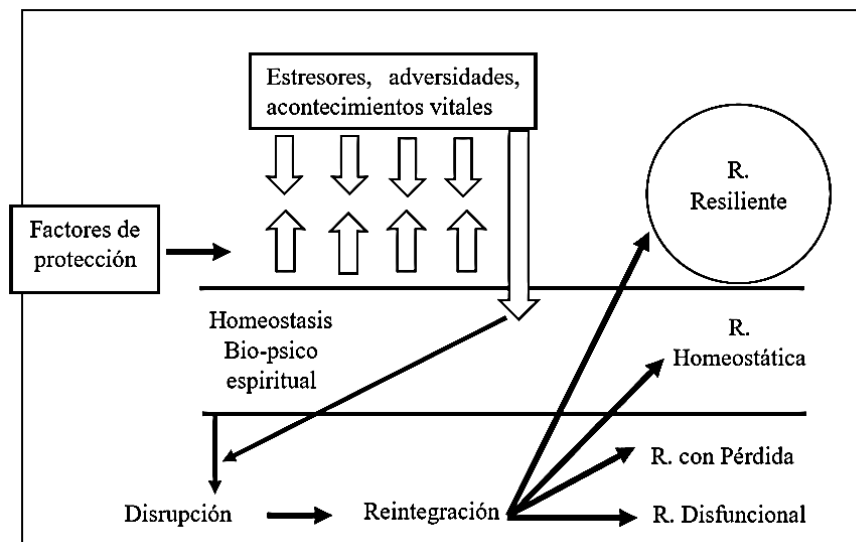 Estresores, adversidades,
acontecimientos vitales
R.
Resiliente
Factores de
protección
Homeostasis
Bio-psico
espiritual
R.
Homeostática
R. con Pérdida
Disrupción
Reintegración
R. Disfuncional